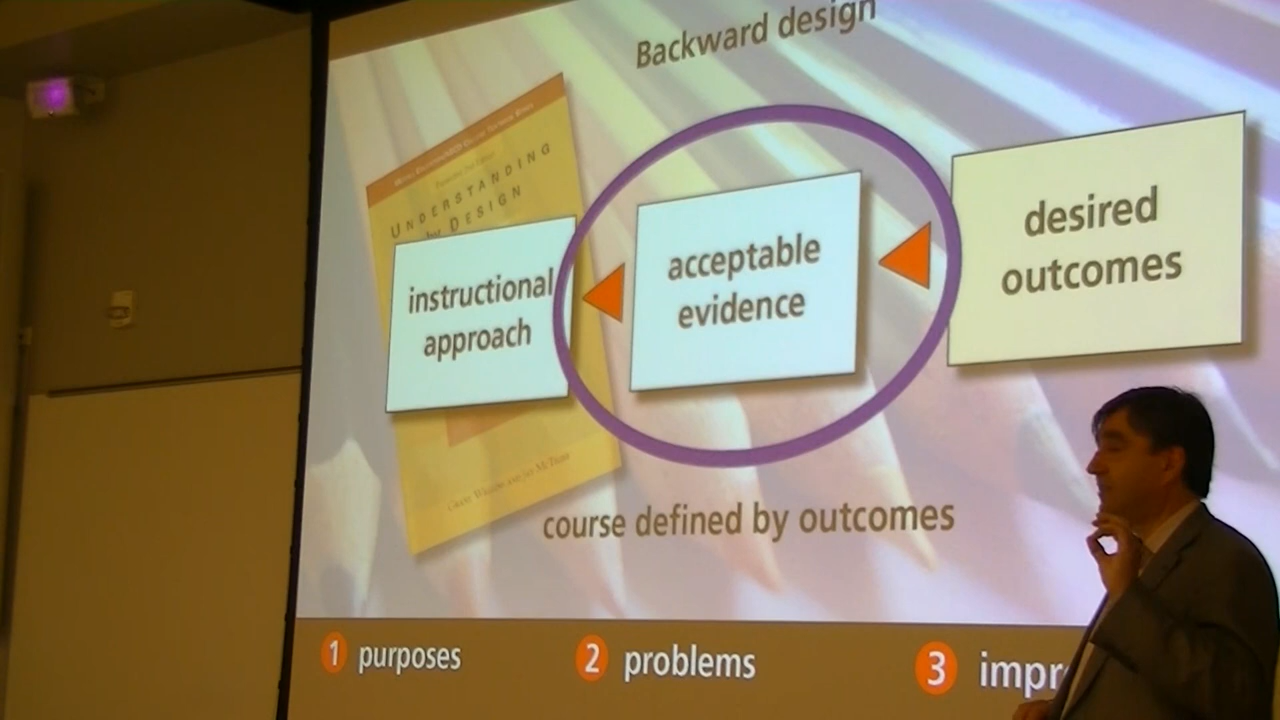 Backward design
UNDERSTANDING
by DESIGN
instructional
approach
acceptable
evidence
desired
outcomes
course defined by outcomes
1 purposes
2 problems
3 impr